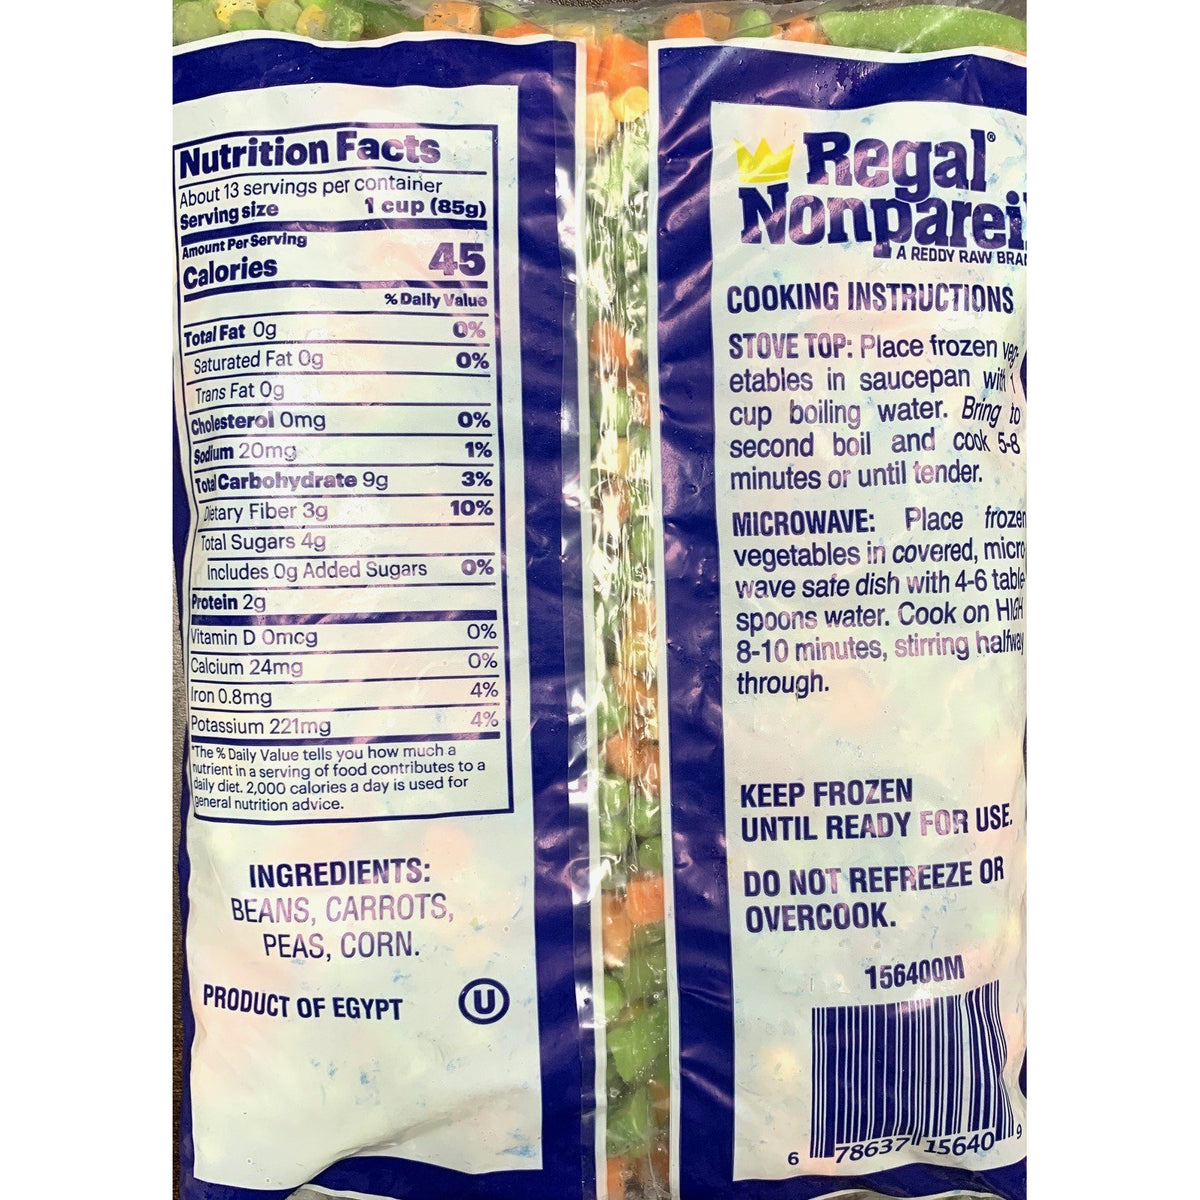 Nutrition Facts
About 13 servings per container
Serving size 1 cup (85g)
Amount Per Serving
Calories 45
% Daily Value
Total Fat 0g 0%
Saturated Fat 0g 0%
Trans Fat 0g
Cholesterol 0mg 0%
Sodium 20mg 1%
Total Carbohydrate 9g 3%
Dietary Fiber 3g 10%
Total Sugars 4g
Includes 0g Added Sugars 0%
Protein 2g
Vitamin D 0mcg 0%
Calcium 24mg 0%
Iron 0.8mg 4%
Potassium 221mg 4%
*The % Daily Value tells you how much a
nutrient in a serving of food contributes to a
daily diet. 2,000 calories a day is used for
general nutrition advice.
INGREDIENTS:
BEANS, CARROTS,
PEAS, CORN.
PRODUCT OF EGYPT U
Regal®
Nonpareil
A REDDY RAW BRA
COOKING INSTRUCTIONS
STOVE TOP: Place frozen veg-
etables in saucepan with 1
cup boiling water. Bring to
second boil and cook 5-8
minutes or until tender.
MICROWAVE: Place frozen
vegetables in covered, micro-
wave safe dish with 4-6 table-
spoons water. Cook on HIGH
8-10 minutes, stirring halfway
through.
KEEP FROZEN
UNTIL READY FOR USE.
DO NOT REFREEZE OR
OVERCOOK.
156400M
6 78637 15640 9